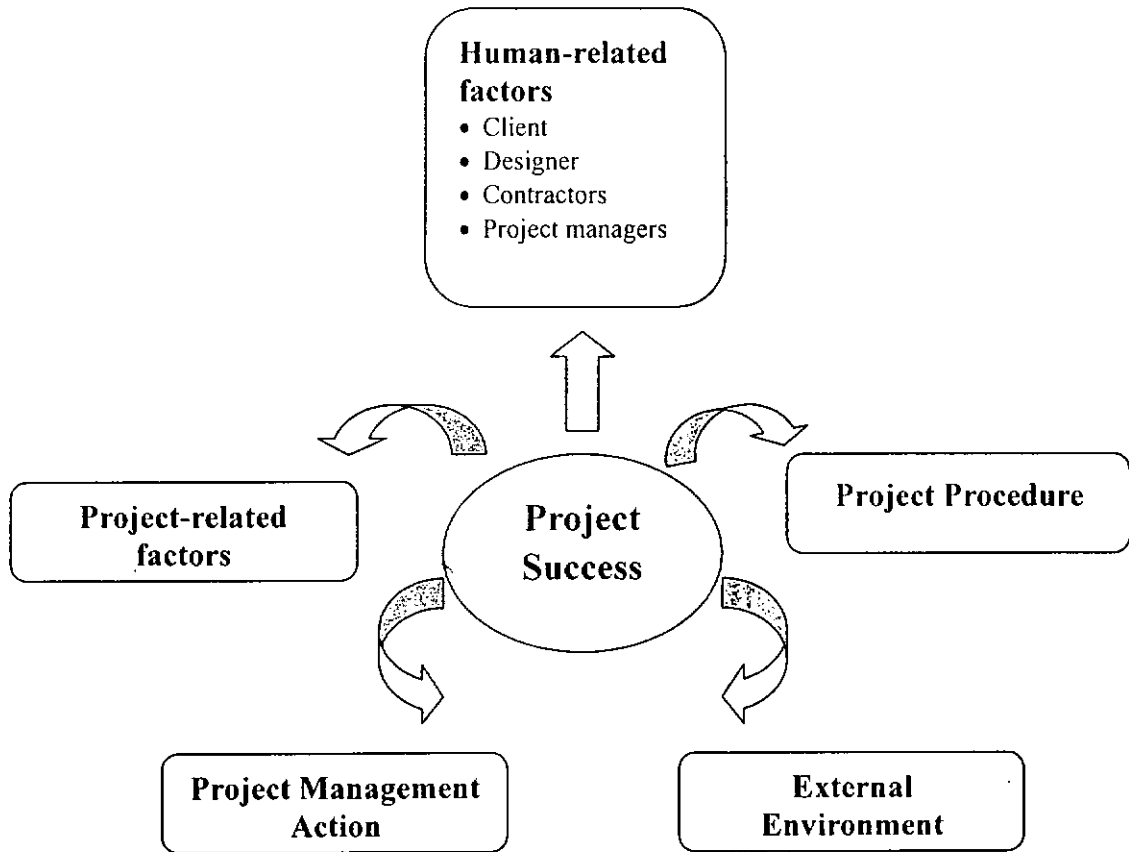 Human-related
factors
• Client
• Designer
• Contractors
• Project managers
Project-related
factors
Project
Success
Project Procedure
Project Management
Action
External
Environment